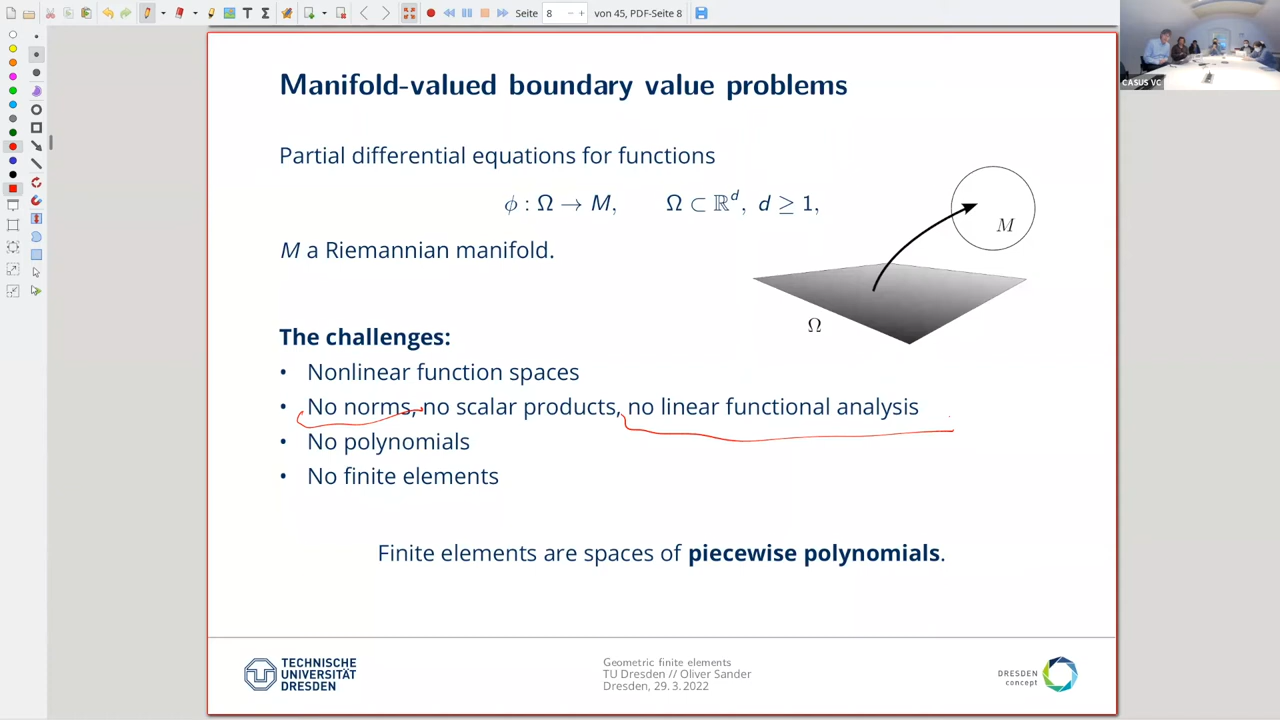 Seite 8 von 45, PDF-Seite 8
CASUS VC
Manifold-valued boundary value problems
Partial differential equations for functions
ϕ : Ω → M, Ω ⊂ ℝᵈ, d ≥ 1,
M a Riemannian manifold.
M
Ω
The challenges:
• Nonlinear function spaces
• No norms, no scalar products, no linear functional analysis
• No polynomials
• No finite elements
Finite elements are spaces of piecewise polynomials.
TECHNISCHE
UNIVERSITÄT
DRESDEN
Geometric finite elements
TU Dresden // Oliver Sander
Dresden, 29. 3. 2022
DRESDEN
concept